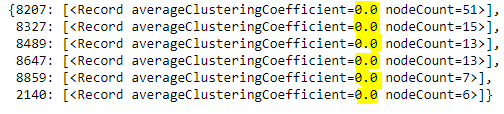 {8207: [<Record averageClusteringCoefficient=0.0 nodeCount=51>],
8327: [<Record averageClusteringCoefficient=0.0 nodeCount=15>],
8489: [<Record averageClusteringCoefficient=0.0 nodeCount=13>],
8647: [<Record averageClusteringCoefficient=0.0 nodeCount=13>],
8859: [<Record averageClusteringCoefficient=0.0 nodeCount=7>],
2140: [<Record averageClusteringCoefficient=0.0 nodeCount=6>]}